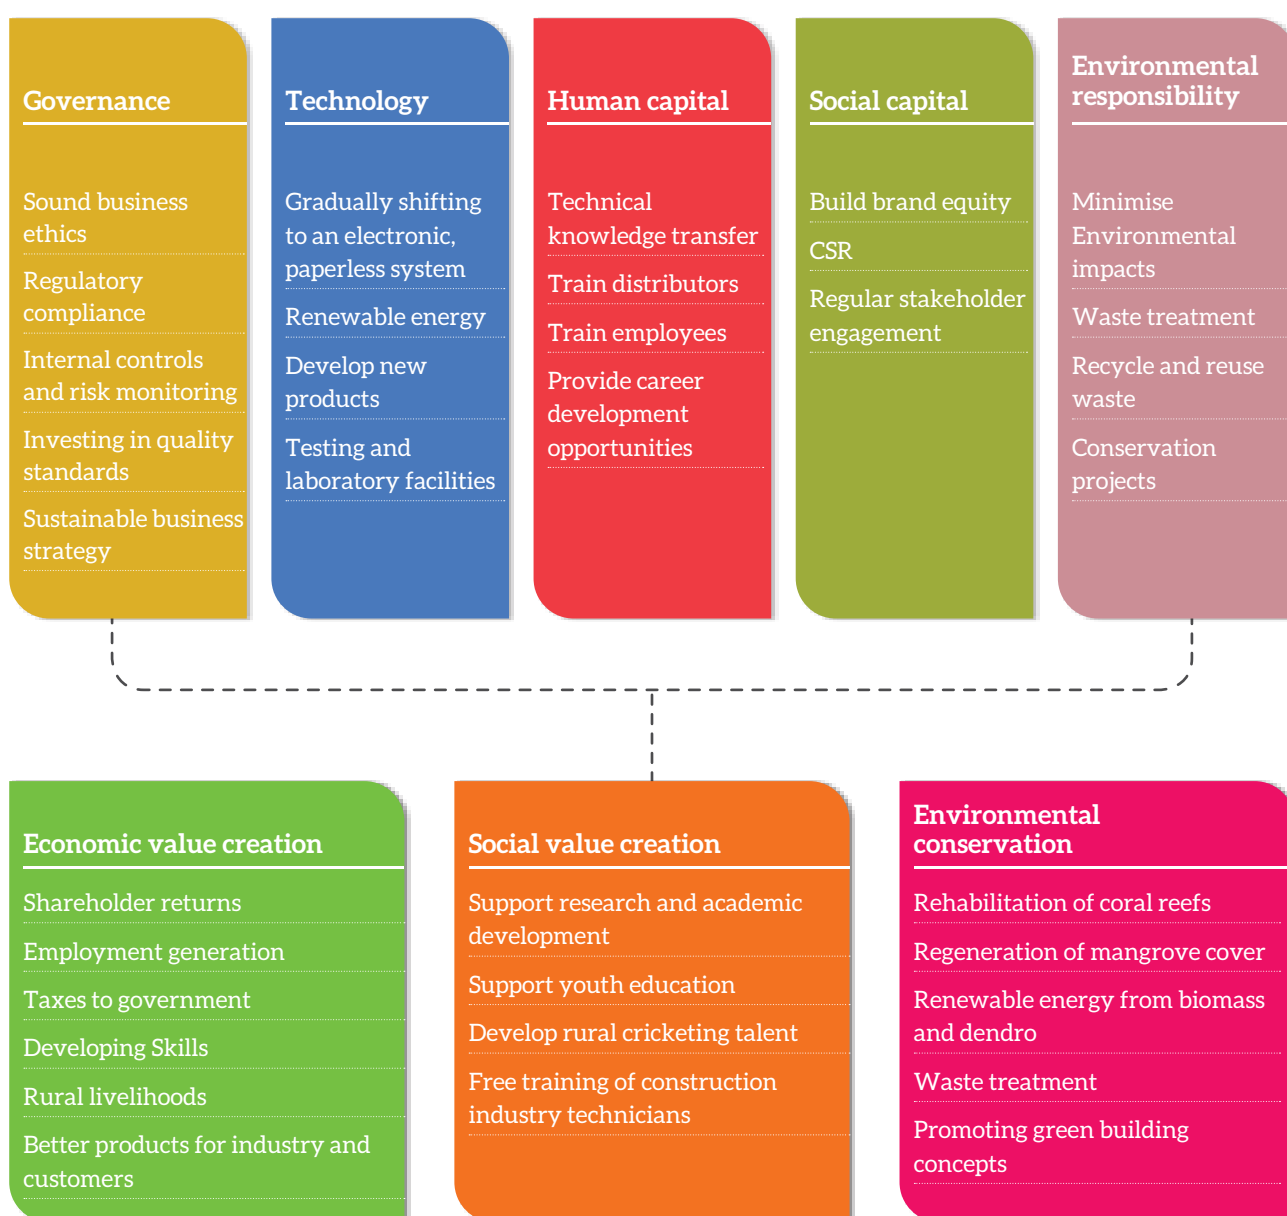 Governance
Sound business
ethics
Regulatory
compliance
Internal controls
and risk monitoring
Investing in quality
standards
Sustainable business
strategy
Technology
Gradually shifting
to an electronic,
paperless system
Renewable energy
Develop new
products
Testing and
laboratory facilities
Human capital
Technical
knowledge transfer
Train distributors
Train employees
Provide career
development
opportunities
Social capital
Build brand equity
CSR
Regular stakeholder
engagement
Environmental
responsibility
Minimise
Environmental
impacts
Waste treatment
Recycle and reuse
waste
Conservation
projects
Economic value creation
Shareholder returns
Employment generation
Taxes to government
Developing Skills
Rural livelihoods
Better products for industry and
customers
Social value creation
Support research and academic
development
Support youth education
Develop rural cricketing talent
Free training of construction
industry technicians
Environmental
conservation
Rehabilitation of coral reefs
Regeneration of mangrove cover
Renewable energy from biomass
and dendro
Waste treatment
Promoting green building
concepts